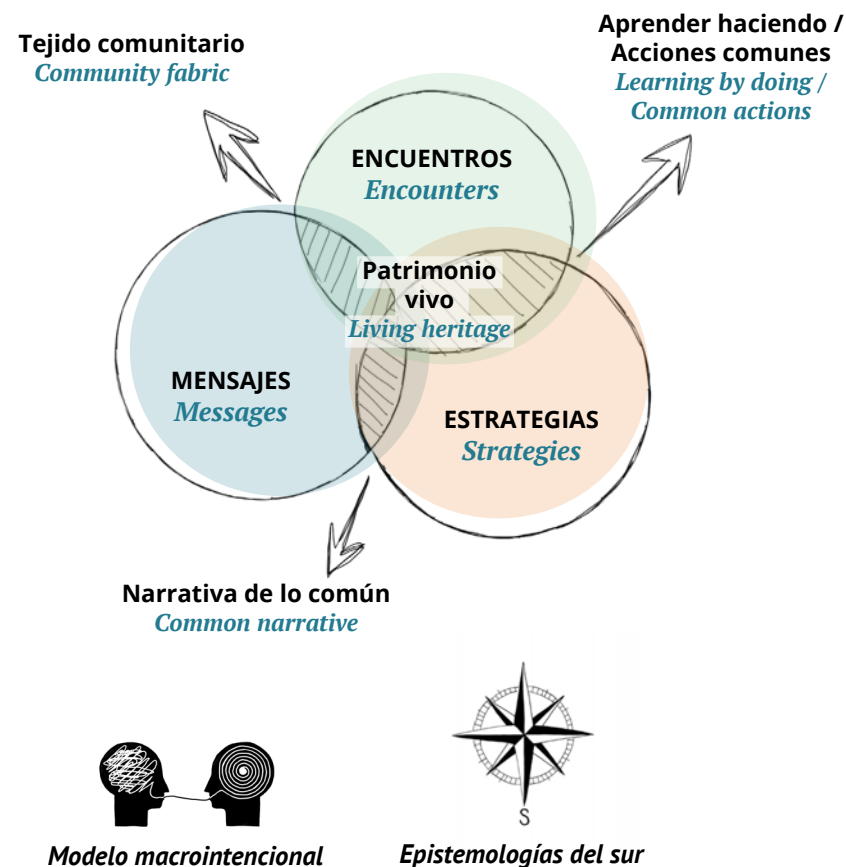 Tejido comunitario
Community fabric
Aprender haciendo /
Acciones comunes
Learning by doing /
Common actions
ENCUENTROS
Encounters
Patrimonio
vivo
Living heritage
MENSAJES
Messages
ESTRATEGIAS
Strategies
Narrativa de lo común
Common narrative
S
Modelo macrointencional
Epistemologías del sur